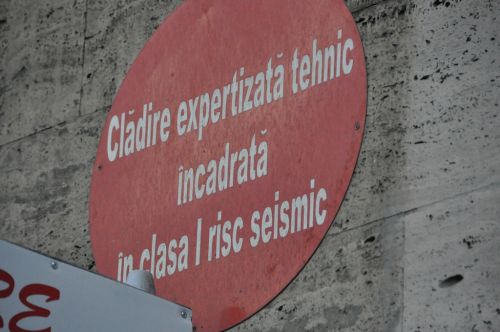 Clădire expertizată tehnic
încadrată
în clasa I risc seismic